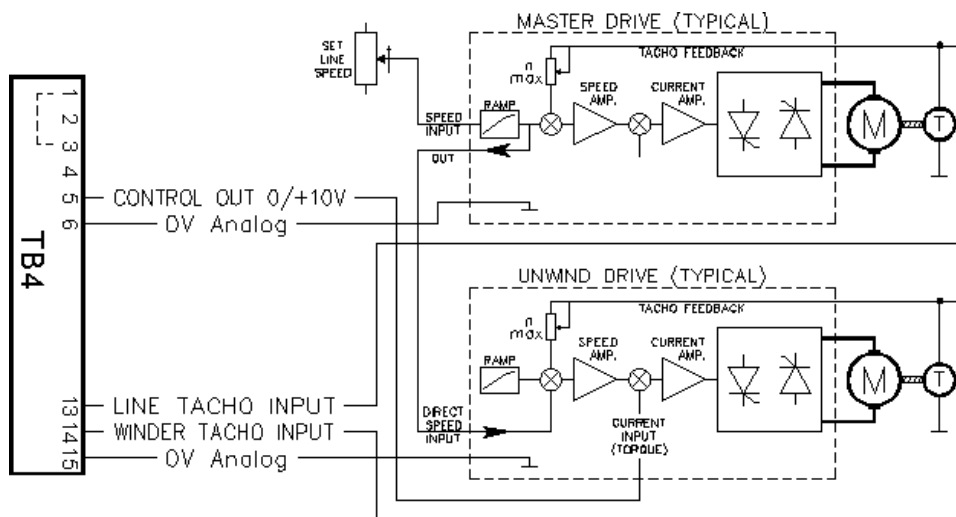 MASTER DRIVE (TYPICAL)
SET
LINE
SPEED
TACHO FEEDBACK
n
max
SPEED
AMP.
CURRENT
AMP.
RAMP
SPEED
INPUT
OUT
M
T
1
2
3
4
5
6
TB4
CONTROL OUT 0/+10V
0V Analog
UNWIND DRIVE (TYPICAL)
TACHO FEEDBACK
n
max
SPEED
AMP.
CURRENT
AMP.
RAMP
M
T
DIRECT
SPEED
INPUT
CURRENT
INPUT
(TORQUE)
13
14
15
LINE TACHO INPUT
WINDER TACHO INPUT
0V Analog